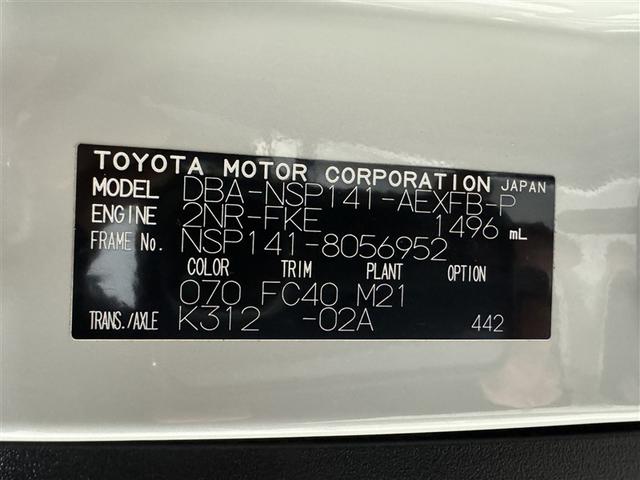 TOYOTA MOTOR CORPORATION JAPAN
MODEL DBA-NSP141-AEXFB-P
ENGINE 2NR-FKE 1496 mL
FRAME No. NSP141-8056952
COLOR TRIM PLANT OPTION
070 FC40 M21
TRANS./AXLE K312 -02A 442